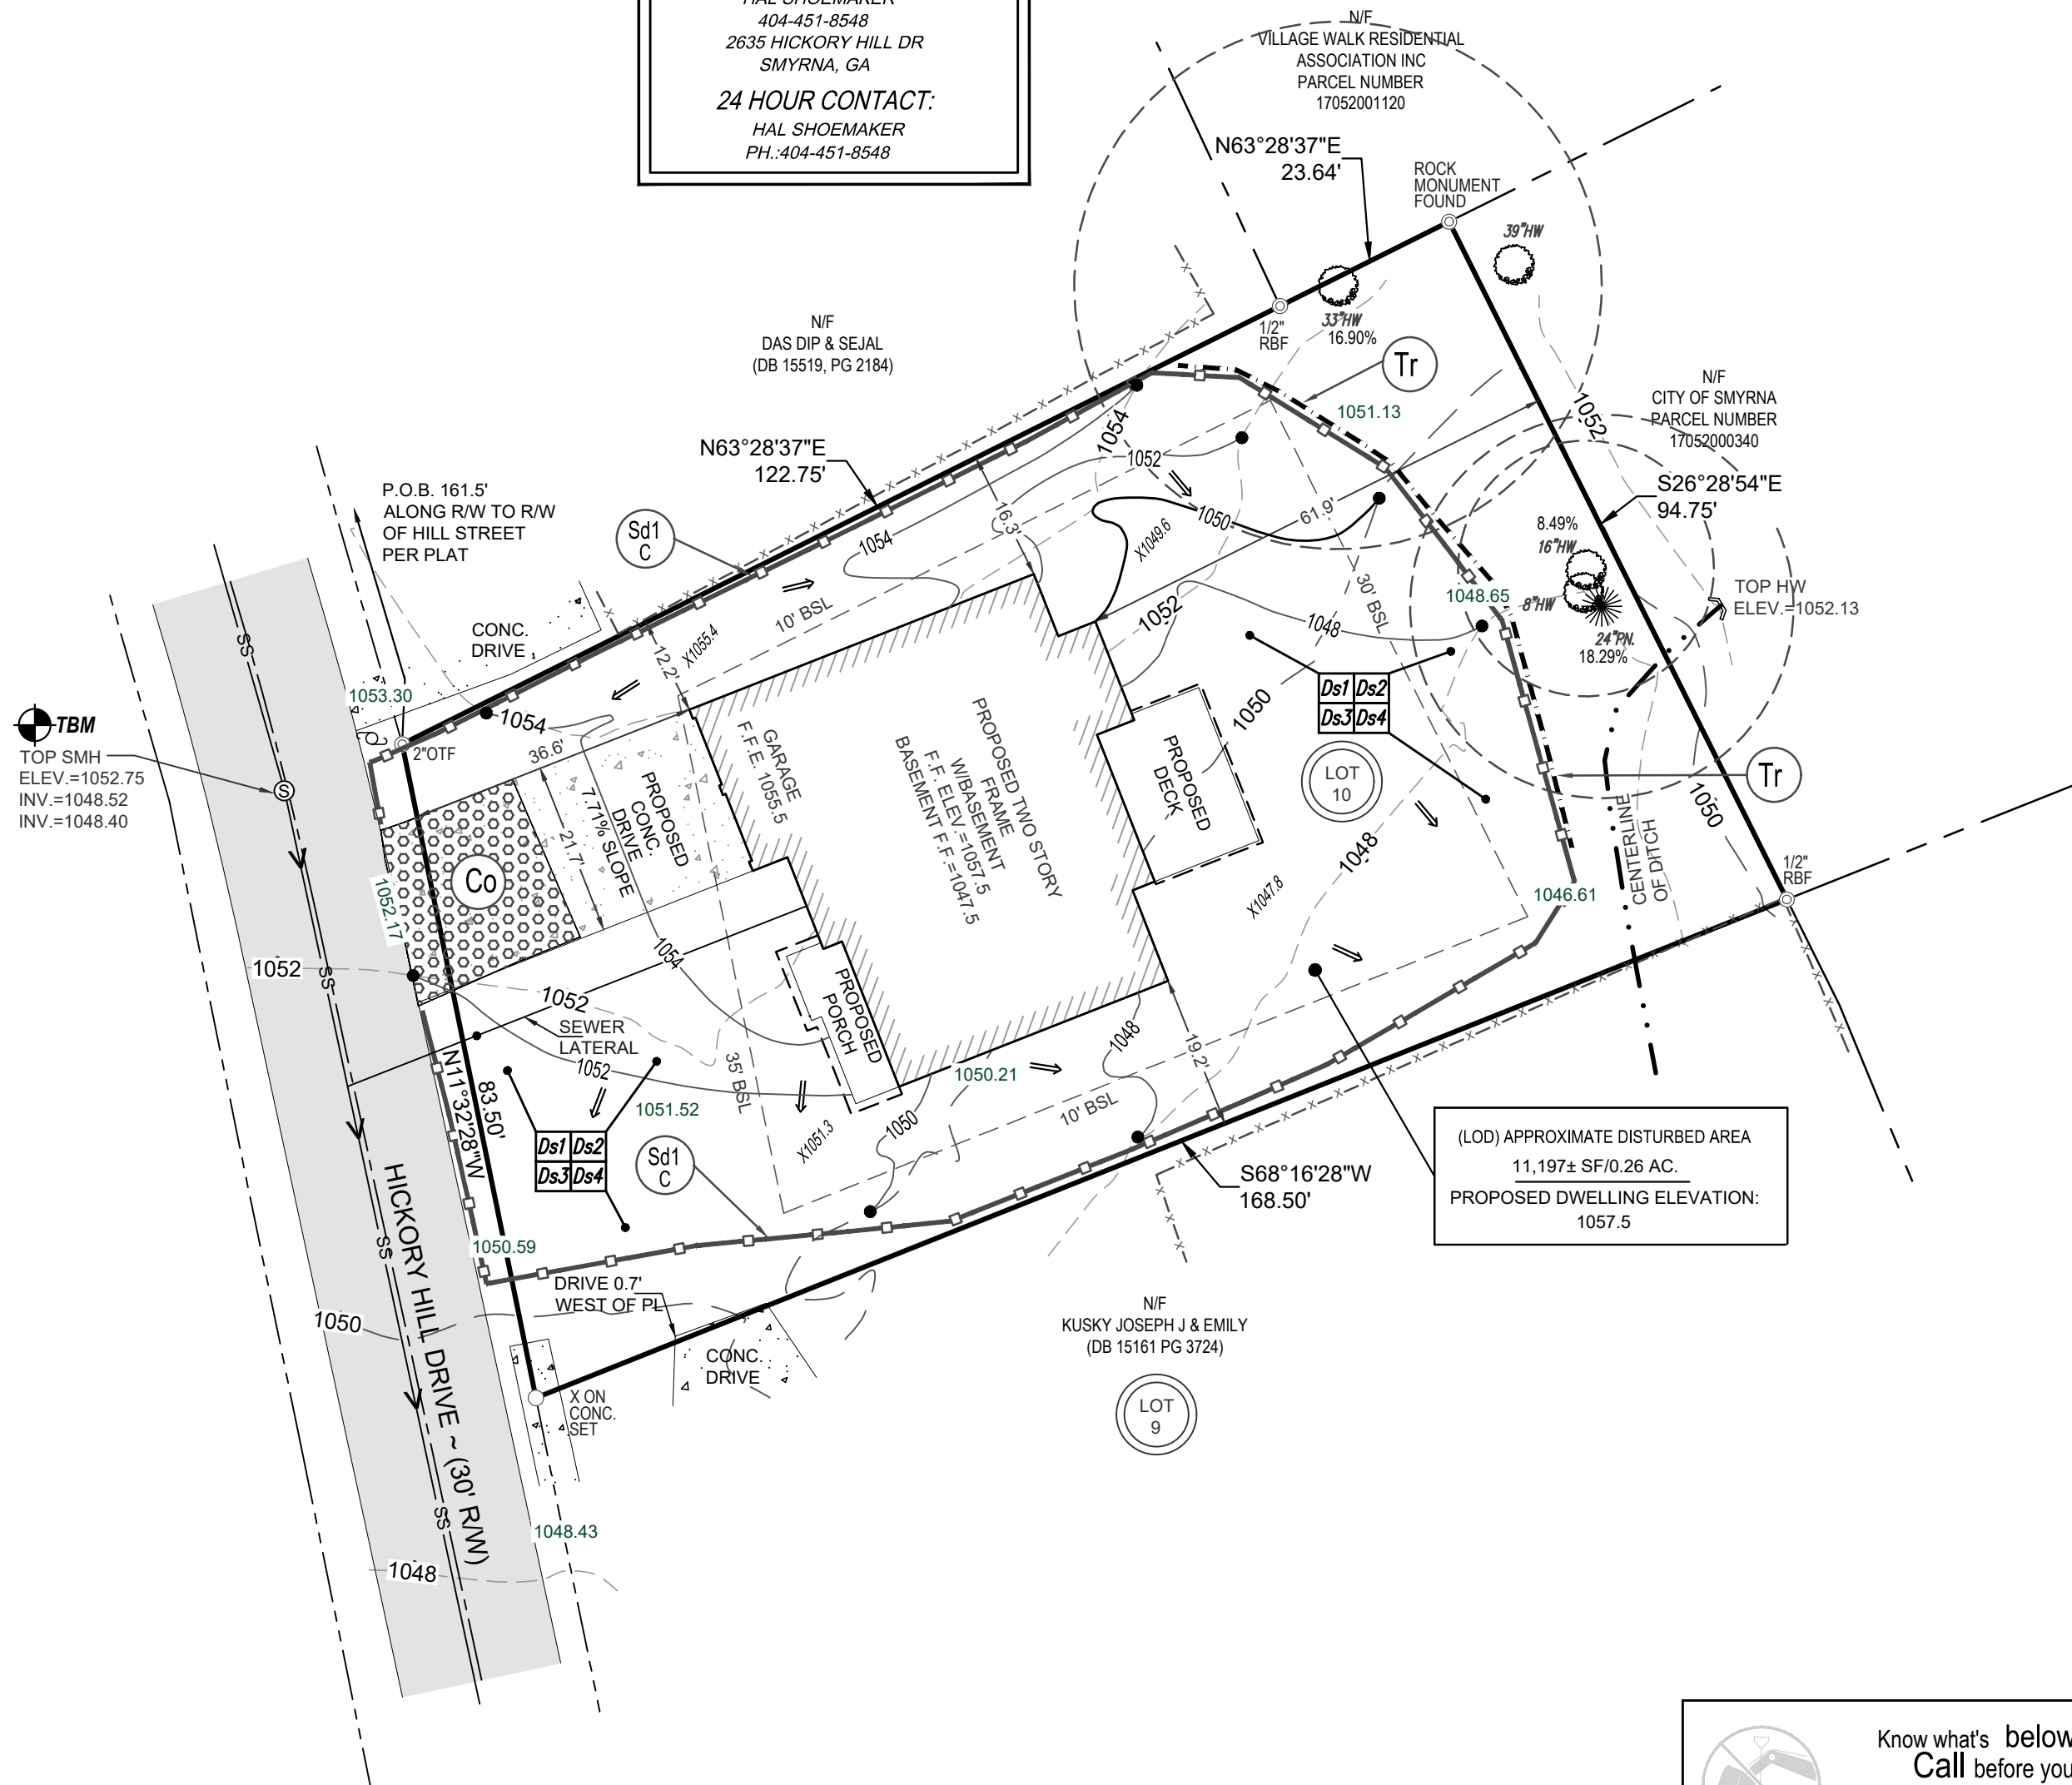 HAL SHOEMAKER
404-451-8548
2635 HICKORY HILL DR
SMYRNA, GA
24 HOUR CONTACT:
HAL SHOEMAKER
PH.:404-451-8548
N/F
VILLAGE WALK RESIDENTIAL
ASSOCIATION INC
PARCEL NUMBER
17052001120
N63°28'37"E
23.64'
ROCK
MONUMENT
FOUND
39"HW
1/2"
RBF
33"HW
16.90%
Tr
1051.13
N/F
CITY OF SMYRNA
PARCEL NUMBER
17052000340
1052
S26°28'54"E
94.75'
N/F
DAS DIP & SEJAL
(DB 15519, PG 2184)
N63°28'37"E
122.75'
P.O.B. 161.5'
ALONG R/W TO R/W
OF HILL STREET
PER PLAT
Sd1
C
1054
1052
1054
16.3'
1050
X1049.6
61.9'
30' BSL
8.49%
16"HW
1048.65
8"HW
24"PN.
18.29%
TOP HW
ELEV.=1052.13
CONC.
DRIVE
10' BSL
12.2'
X1055.4
1052
1048
1053.30
2"OTF
1054
36.6'
TBM
TOP SMH
ELEV.=1052.75
INV.=1048.52
INV.=1048.40
S
SS
GARAGE
F.F.E. 1055.5
PROPOSED TWO STORY
FRAME
W/BASEMENT
F.F. ELEV.=1057.5
BASEMENT F.F.=1047.5
PROPOSED
DECK
1050
Ds1 Ds2
Ds3 Ds4
LOT
10
Tr
PROPOSED
CONC.
DRIVE
7.71% SLOPE
21.7'
Co
1052.17
1048
X1047.8
1046.61
CENTERLINE
OF DITCH
1050
1/2"
RBF
1052
SS
1054
1052
SEWER
LATERAL
1052
PROPOSED
PORCH
35' BSL
1048
19.2'
1050.21
N11°32'28"W
83.50'
1051.52
Ds1 Ds2
Ds3 Ds4
Sd1
C
X1051.3
1050
10' BSL
S68°16'28"W
168.50'
(LOD) APPROXIMATE DISTURBED AREA
11,197± SF/0.26 AC.
PROPOSED DWELLING ELEVATION:
1057.5
1050.59
SS
DRIVE 0.7'
WEST OF PL
1050
CONC.
DRIVE
N/F
KUSKY JOSEPH J & EMILY
(DB 15161 PG 3724)
LOT
9
X ON
CONC.
SET
HICKORY HILL DRIVE ~ (30' R/W)
SS
1048.43
1048
Know what's below
Call before you